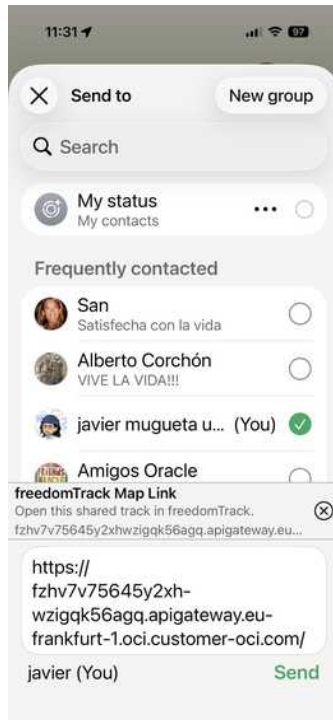 11:31
97
Send to
New group
Search
My status
My contacts
Frequently contacted
San
Satisfecha con la vida
Alberto Corchón
VIVE LA VIDA!!!
javier mugueta u... (You)
Amigos Oracle
freedomTrack Map Link
Open this shared track in freedomTrack.
fzhv7v75645y2xhwzigqk56agq.apigateway.eu...
https://
fzhv7v75645y2xh-
wzigqk56agq.apigateway.eu-
frankfurt-1.oci.customer-oci.com/
javier (You)
Send